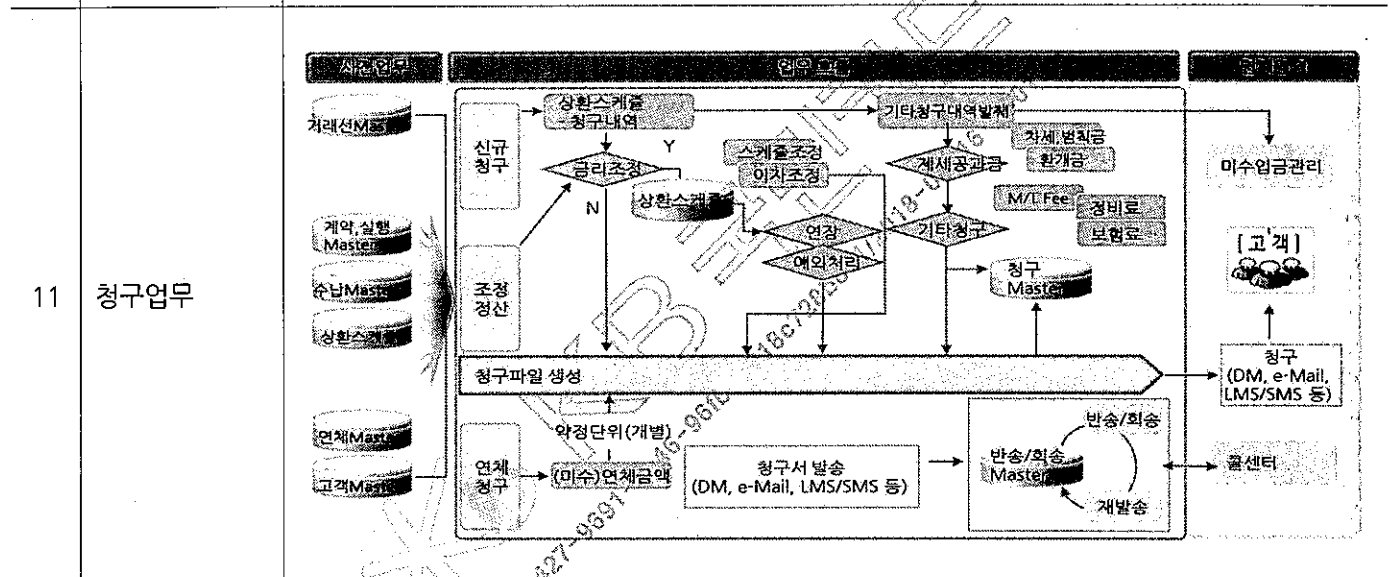 11
청구업무
사전업무
업무흐름
거래선Master
계약,실행
Master
수납Master
상환스케줄
연체Master
고객Master
신규
청구
상환스케줄
청구내역
기타청구내역발체
차세,범칙금
환개금
금리조정
Y
N
스케줄조정
이자조정
제세공과금
상환스케줄
연장
예외처리
M/T Fee
정비료
보험료
기타청구
청구
Master
미수입금관리
[고객]
조정
정산
청구파일 생성
청구
(DM, e-Mail,
LMS/SMS 등)
연체
청구
약정단위(개별)
(미수)연체금액
청구서 발송
(DM, e-Mail, LMS/SMS 등)
반송/회송
반송/회송
Master
재발송
콜센터
KB